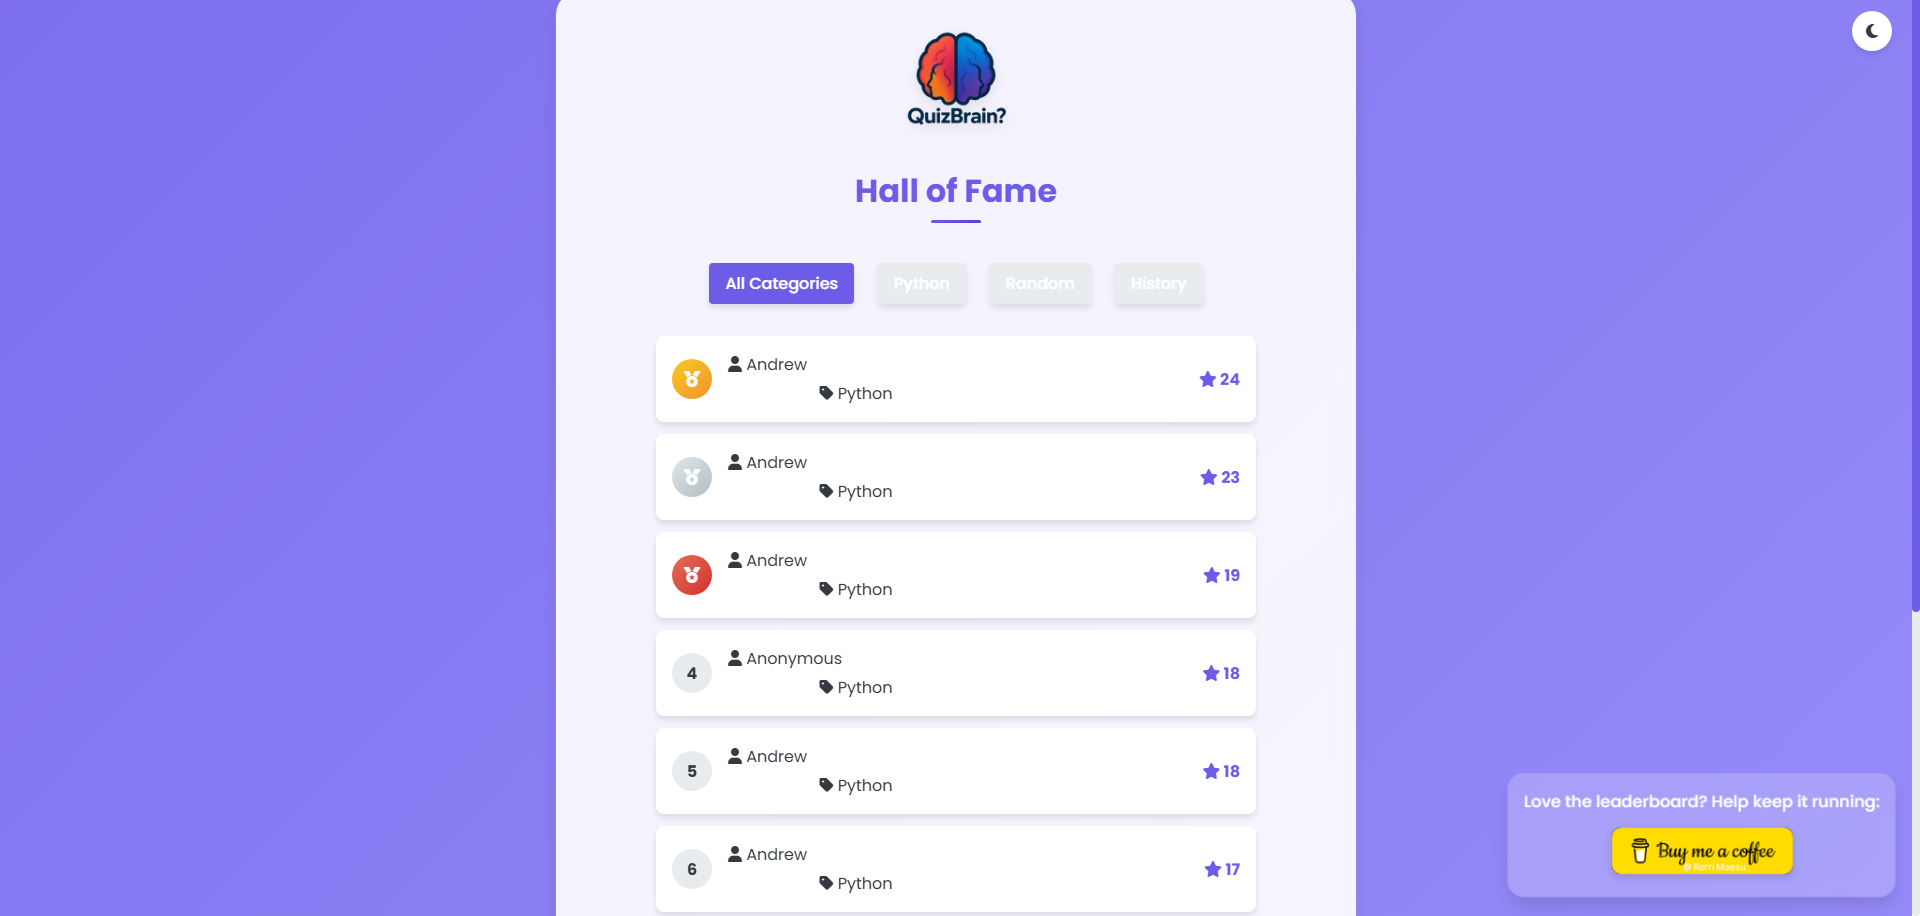 QuizBrain?
Hall of Fame
All Categories
Python
Random
History
Andrew
Python
24
Andrew
Python
23
Andrew
Python
19
4
Anonymous
Python
18
5
Andrew
Python
18
6
Andrew
Python
17
Love the leaderboard? Help keep it running:
Buy me a coffee
@ Rorri Maesu